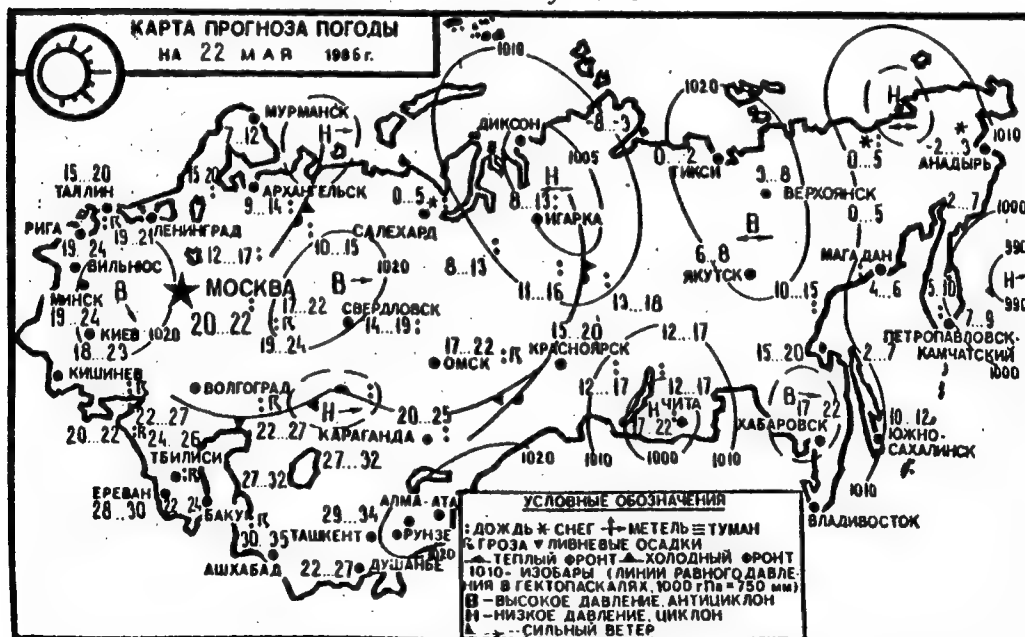 КАРТА ПРОГНОЗА ПОГОДЫ
НА 22 МАЯ 1986 г.
1010
1020
МУРМАНСК
7...12
Н
ДИКСОН
-8...-3
1005
Н
0...2
ТИКСИ
3...8
ВЕРХОЯНСК
0...5
Н
1010
-2...3
АНАДЫРЬ
15...20
ТАЛЛИН
15 20
АРХАНГЕЛЬСК
9...14
0...5
САЛЕХАРД
8...13
ИГАРКА
0...5
2...7
1000
РИГА
19...24
19...21
ЛЕНИНГРАД
12...17
10...15
1020
В
8...13
6...8
ЯКУТСК
В
МАГАДАН
4...6
990
Н
990
ВИЛЬНЮС
МИНСК
19...24
В
1020
МОСКВА
20...22
17...22
19...24
СВЕРДЛОВСК
14...19
11...16
13...18
10...15
5 10
7...9
ПЕТРОПАВЛОВСК-
КАМЧАТСКИЙ
1000
КИЕВ
18...23
КИШИНЕВ
17...22
ОМСК
15...20
КРАСНОЯРСК
12...17
15...20
2...7
ВОЛГОГРАД
Н
12...17
12...17
Н ЧИТА
17...22
В
17 22
ХАБАРОВСК
10...12
ЮЖНО-
САХАЛИНСК
22...27
20...22
24...26
22...27
20...25
КАРАГАНДА
1020
1010
1000
1010
1010
ТБИЛИСИ
27...32
27...32
ЕРЕВАН
28...30
22 24
БАКУ
30...35
АШХАБАД
29...34
ТАШКЕНТ
22...27
ДУШАНБЕ
АЛМА-АТА
ФРУНЗЕ
1020
ВЛАДИВОСТОК
УСЛОВНЫЕ ОБОЗНАЧЕНИЯ
: ДОЖДЬ * СНЕГ МЕТЕЛЬ ≡ ТУМАН
ГРОЗА ▼ ЛИВНЕВЫЕ ОСАДКИ
ТЕПЛЫЙ ФРОНТ ХОЛОДНЫЙ ФРОНТ
1010- ИЗОБАРЫ (ЛИНИИ РАВНОГО ДАВЛЕ-
НИЯ В ГЕКТОПАСКАЛЯХ, 1000 гПа = 750 мм)
В - ВЫСОКОЕ ДАВЛЕНИЕ, АНТИЦИКЛОН
Н - НИЗКОЕ ДАВЛЕНИЕ, ЦИКЛОН
СИЛЬНЫЙ ВЕТЕР